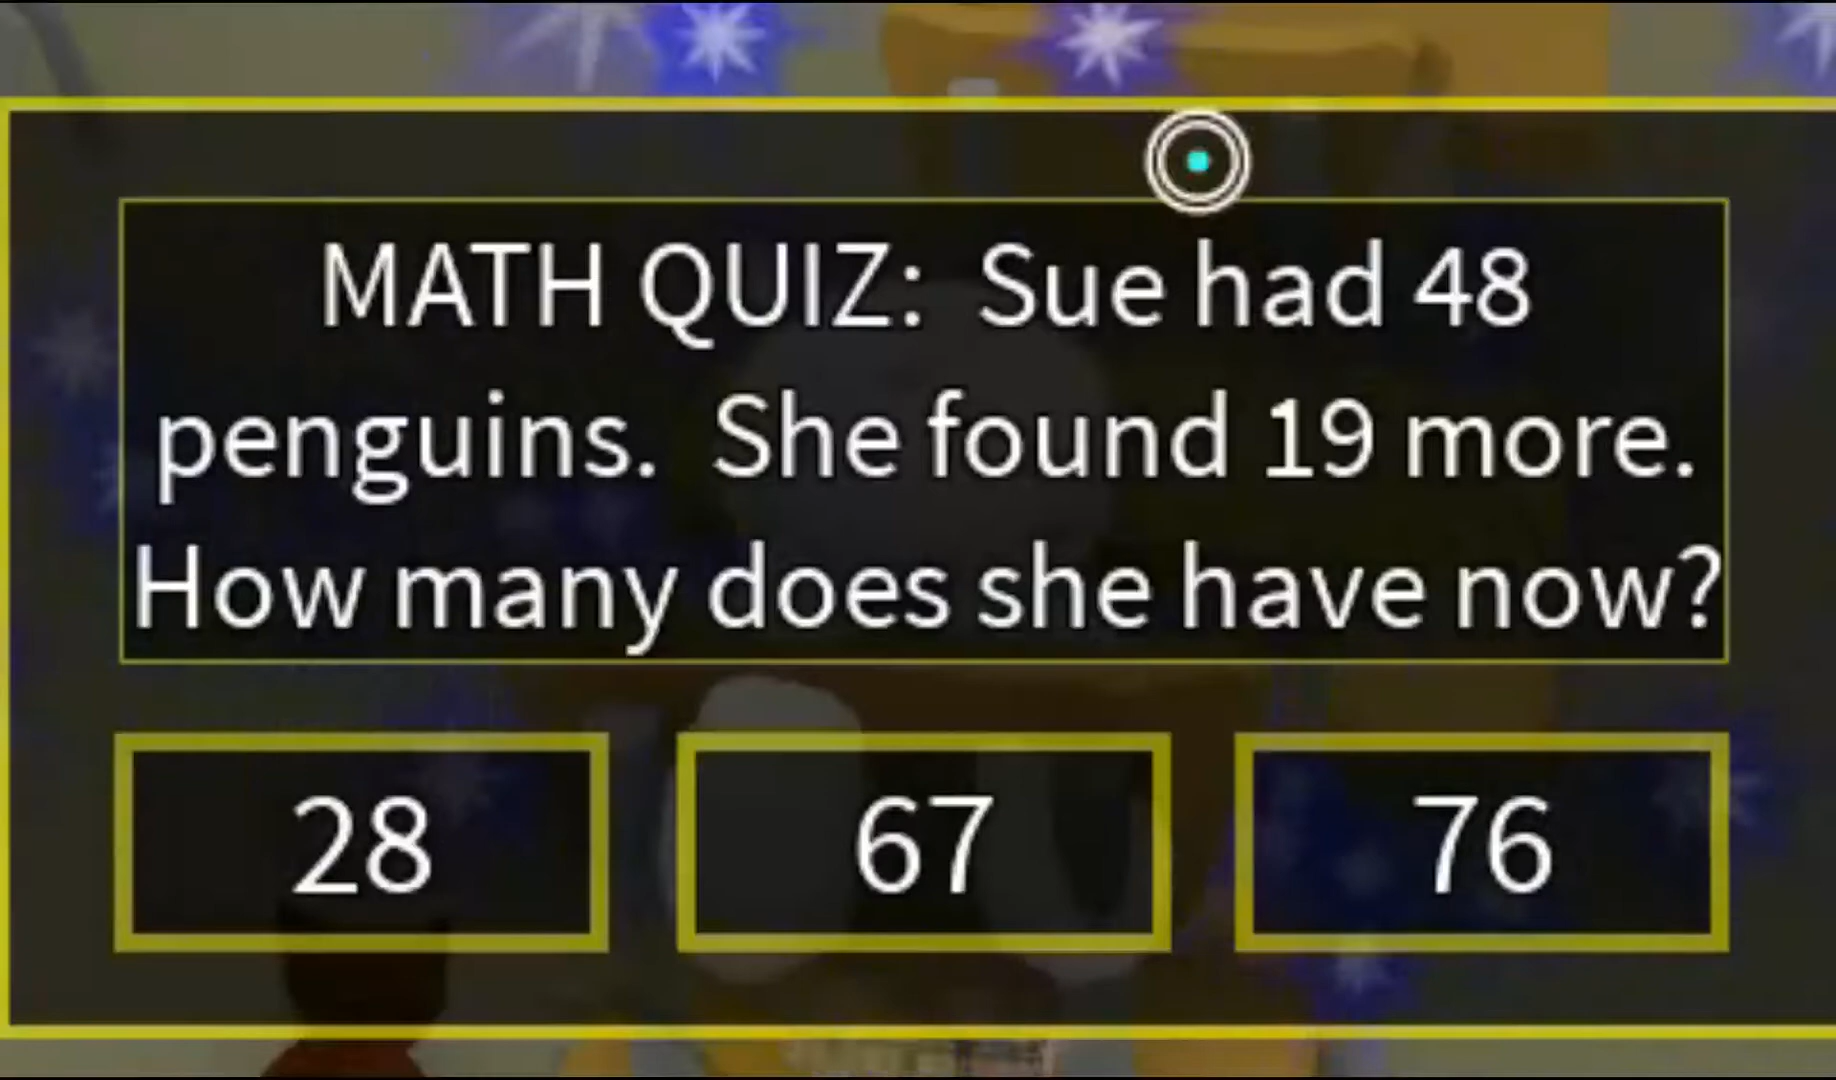 MATH QUIZ:  Sue had 48
penguins.  She found 19 more.
How many does she have now?
28
67
76